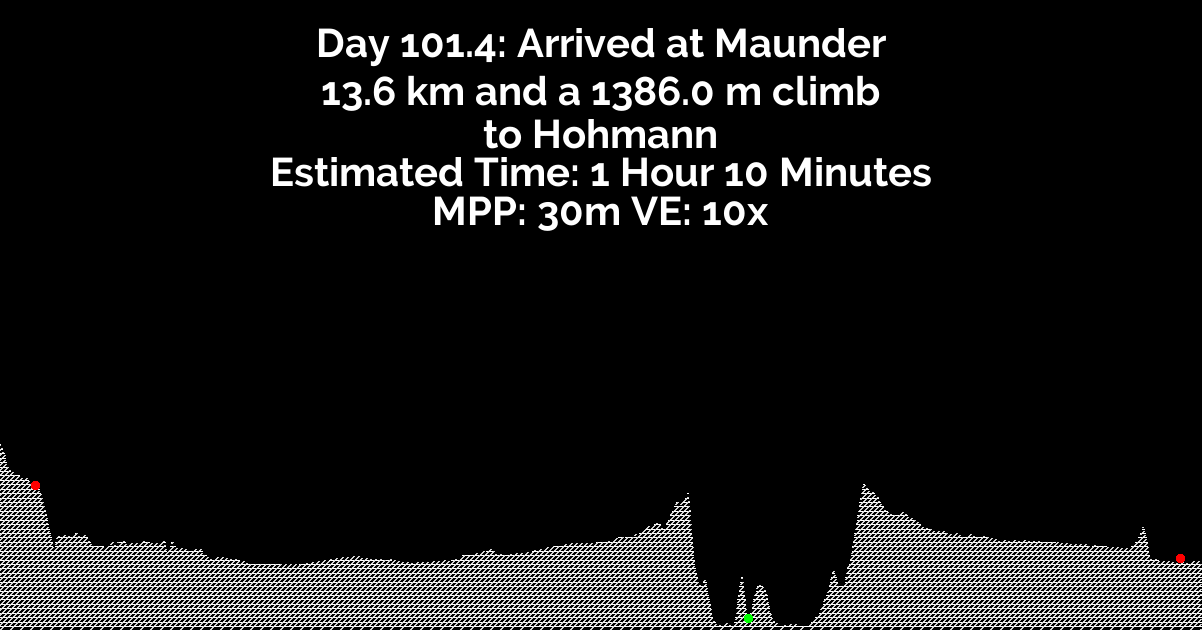 Day 101.4: Arrived at Maunder
13.6 km and a 1386.0 m climb
to Hohmann
Estimated Time: 1 Hour 10 Minutes
MPP: 30m VE: 10x